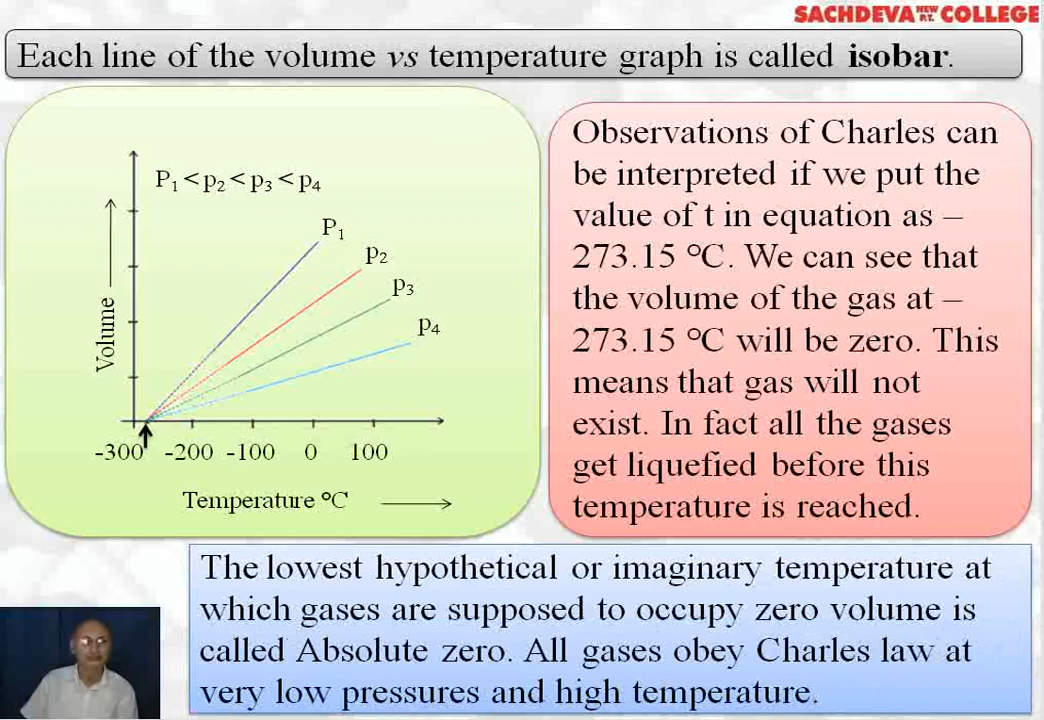 SACHDEVA NEW P.T. COLLEGE
Each line of the volume vs temperature graph is called isobar.
P1 < p2 < p3 < p4
P1
p2
p3
p4
Volume
-300 -200 -100 0 100
Temperature °C
Observations of Charles can
be interpreted if we put the
value of t in equation as –
273.15 °C. We can see that
the volume of the gas at –
273.15 °C will be zero. This
means that gas will not
exist. In fact all the gases
get liquefied before this
temperature is reached.
The lowest hypothetical or imaginary temperature at
which gases are supposed to occupy zero volume is
called Absolute zero. All gases obey Charles law at
very low pressures and high temperature.